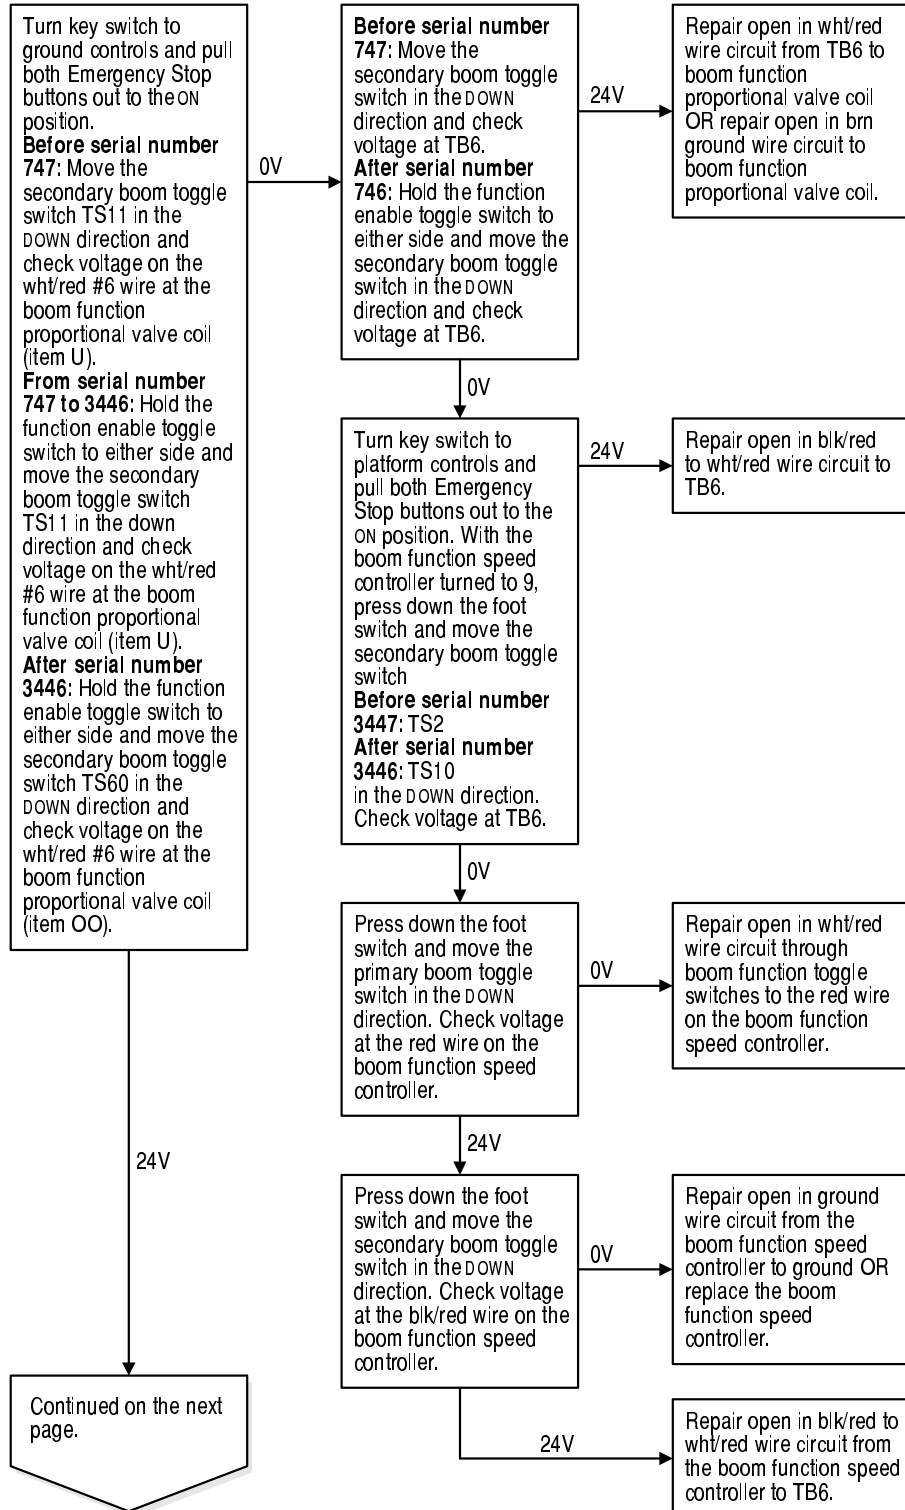 Turn key switch to
ground controls and pull
both Emergency Stop
buttons out to the ON
position.
Before serial number
747: Move the
secondary boom toggle
switch TS11 in the
DOWN direction and
check voltage on the
wht/red #6 wire at the
boom function
proportional valve coil
(item U).
From serial number
747 to 3446: Hold the
function enable toggle
switch to either side and
move the secondary
boom toggle switch
TS11 in the down
direction and check
voltage on the wht/red
#6 wire at the boom
function proportional
valve coil (item U).
After serial number
3446: Hold the function
enable toggle switch to
either side and move the
secondary boom toggle
switch TS60 in the
DOWN direction and
check voltage on the
wht/red #6 wire at the
boom function
proportional valve coil
(item OO).
0V
Before serial number
747: Move the
secondary boom toggle
switch in the DOWN
direction and check
voltage at TB6.
After serial number
746: Hold the function
enable toggle switch to
either side and move the
secondary boom toggle
switch in the DOWN
direction and check
voltage at TB6.
24V
Repair open in wht/red
wire circuit from TB6 to
boom function
proportional valve coil
OR repair open in brn
ground wire circuit to
boom function
proportional valve coil.
0V
Turn key switch to
platform controls and
pull both Emergency
Stop buttons out to the
ON position. With the
boom function speed
controller turned to 9,
press down the foot
switch and move the
secondary boom toggle
switch
Before serial number
3447: TS2
After serial number
3446: TS10
in the DOWN direction.
Check voltage at TB6.
24V
Repair open in blk/red
to wht/red wire circuit to
TB6.
0V
Press down the foot
switch and move the
primary boom toggle
switch in the DOWN
direction. Check voltage
at the red wire on the
boom function speed
controller.
0V
Repair open in wht/red
wire circuit through
boom function toggle
switches to the red wire
on the boom function
speed controller.
24V
Press down the foot
switch and move the
secondary boom toggle
switch in the DOWN
direction. Check voltage
at the blk/red wire on the
boom function speed
controller.
0V
Repair open in ground
wire circuit from the
boom function speed
controller to ground OR
replace the boom
function speed
controller.
24V
Repair open in blk/red to
wht/red wire circuit from
the boom function speed
controller to TB6.
24V
Continued on the next
page.